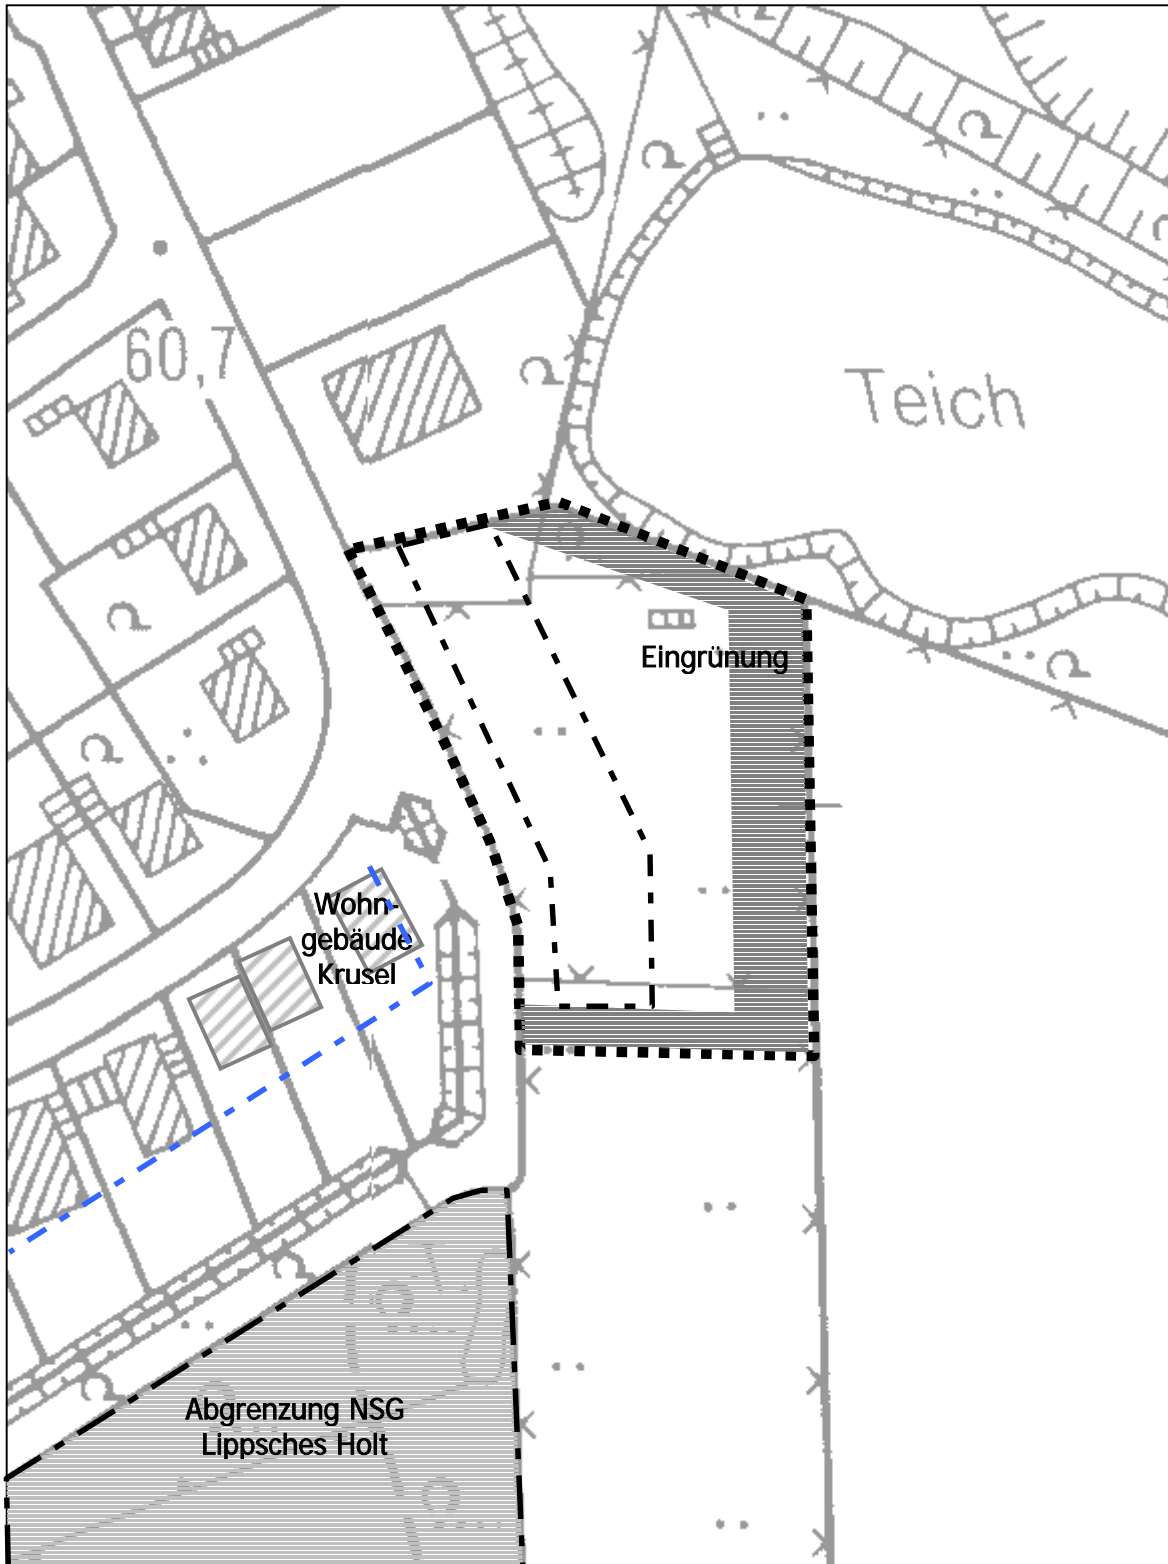 60,7
Teich
Eingrünung
Wohn-
gebäude
Krusel
Abgrenzung NSG
Lippsches Holt